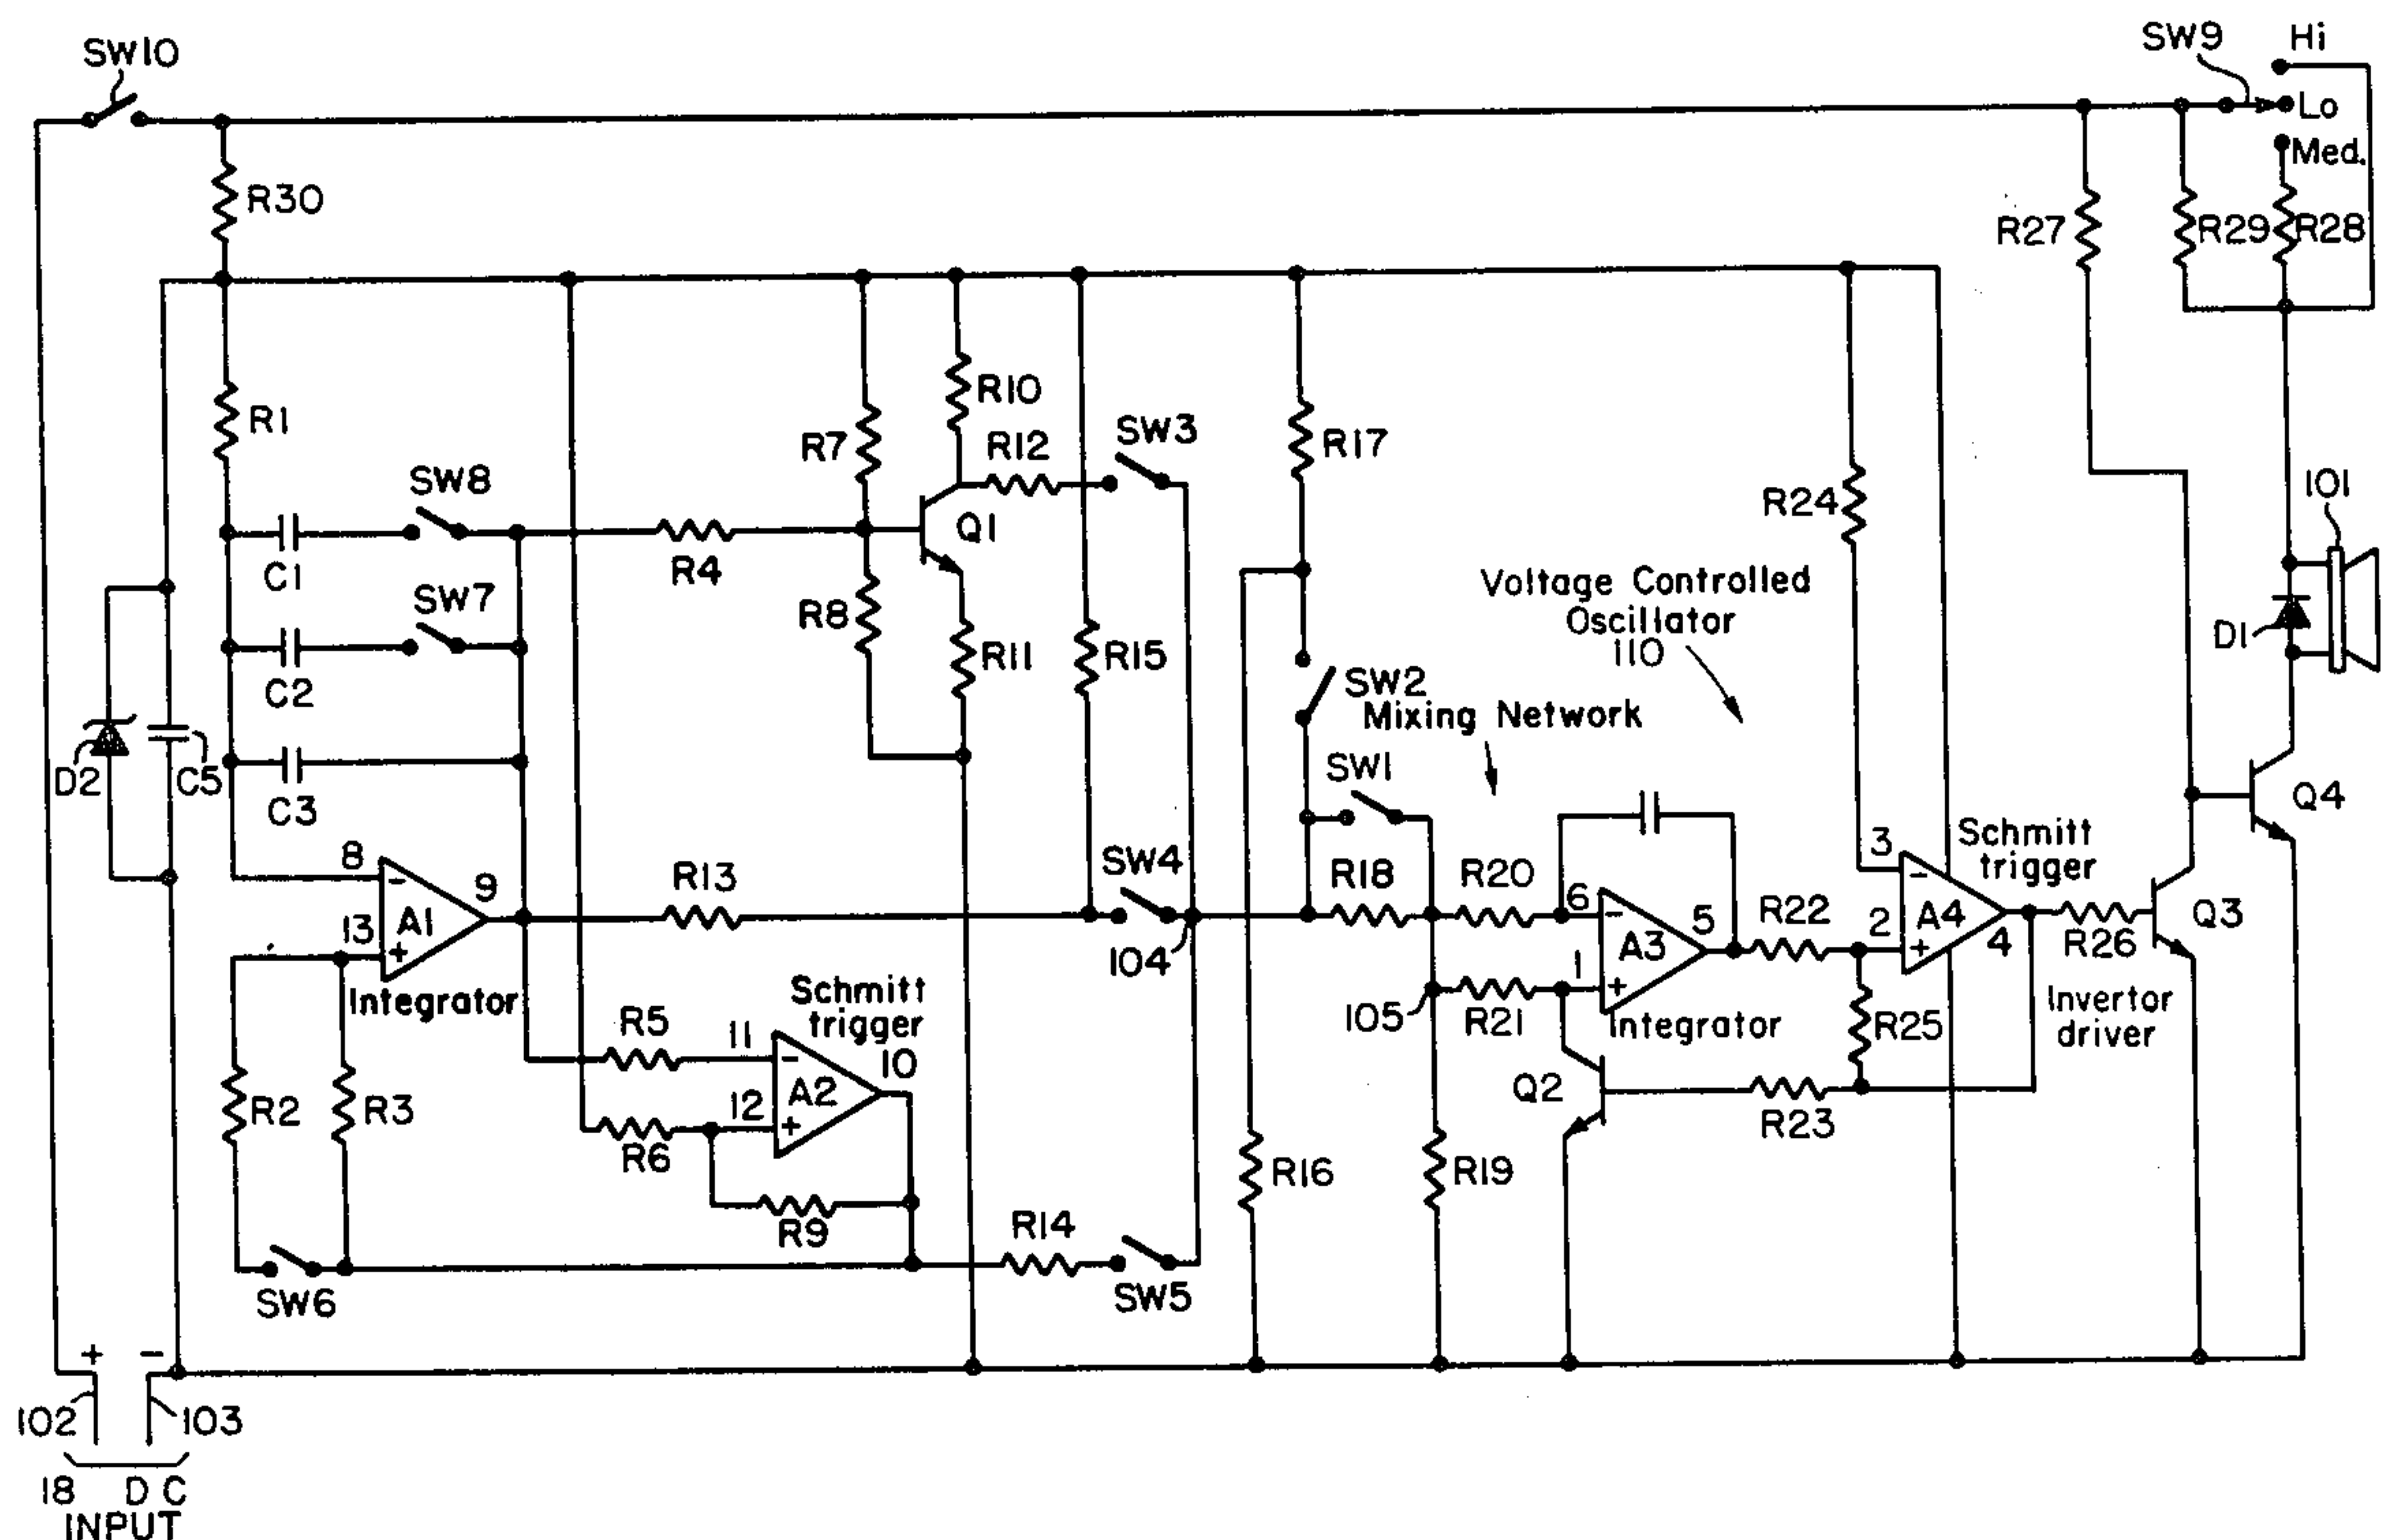 SW10
SW9
Hi
Lo
Med.
R30
R27
R29
R28
R1
R10
R7
R12
SW3
R17
SW8
R24
101
C1
R4
Q1
Voltage Controlled
Oscillator
110
SW7
R8
R11
R15
D1
C2
SW2
Mixing Network
D2
C5
SW1
C3
Q4
Schmitt
trigger
8
-
9
A1
13
+
Integrator
R13
SW4
104
R18
R20
6
-
A3
5
1
+
Integrator
R22
3
-
2
A4
+
4
R26
Q3
Invertor
driver
105
R21
R25
Schmitt
trigger
R5
11
-
10
A2
12
+
R6
Q2
R23
R2
R3
R9
R16
R19
R14
SW6
SW5
+ -
102
103
18 DC
INPUT